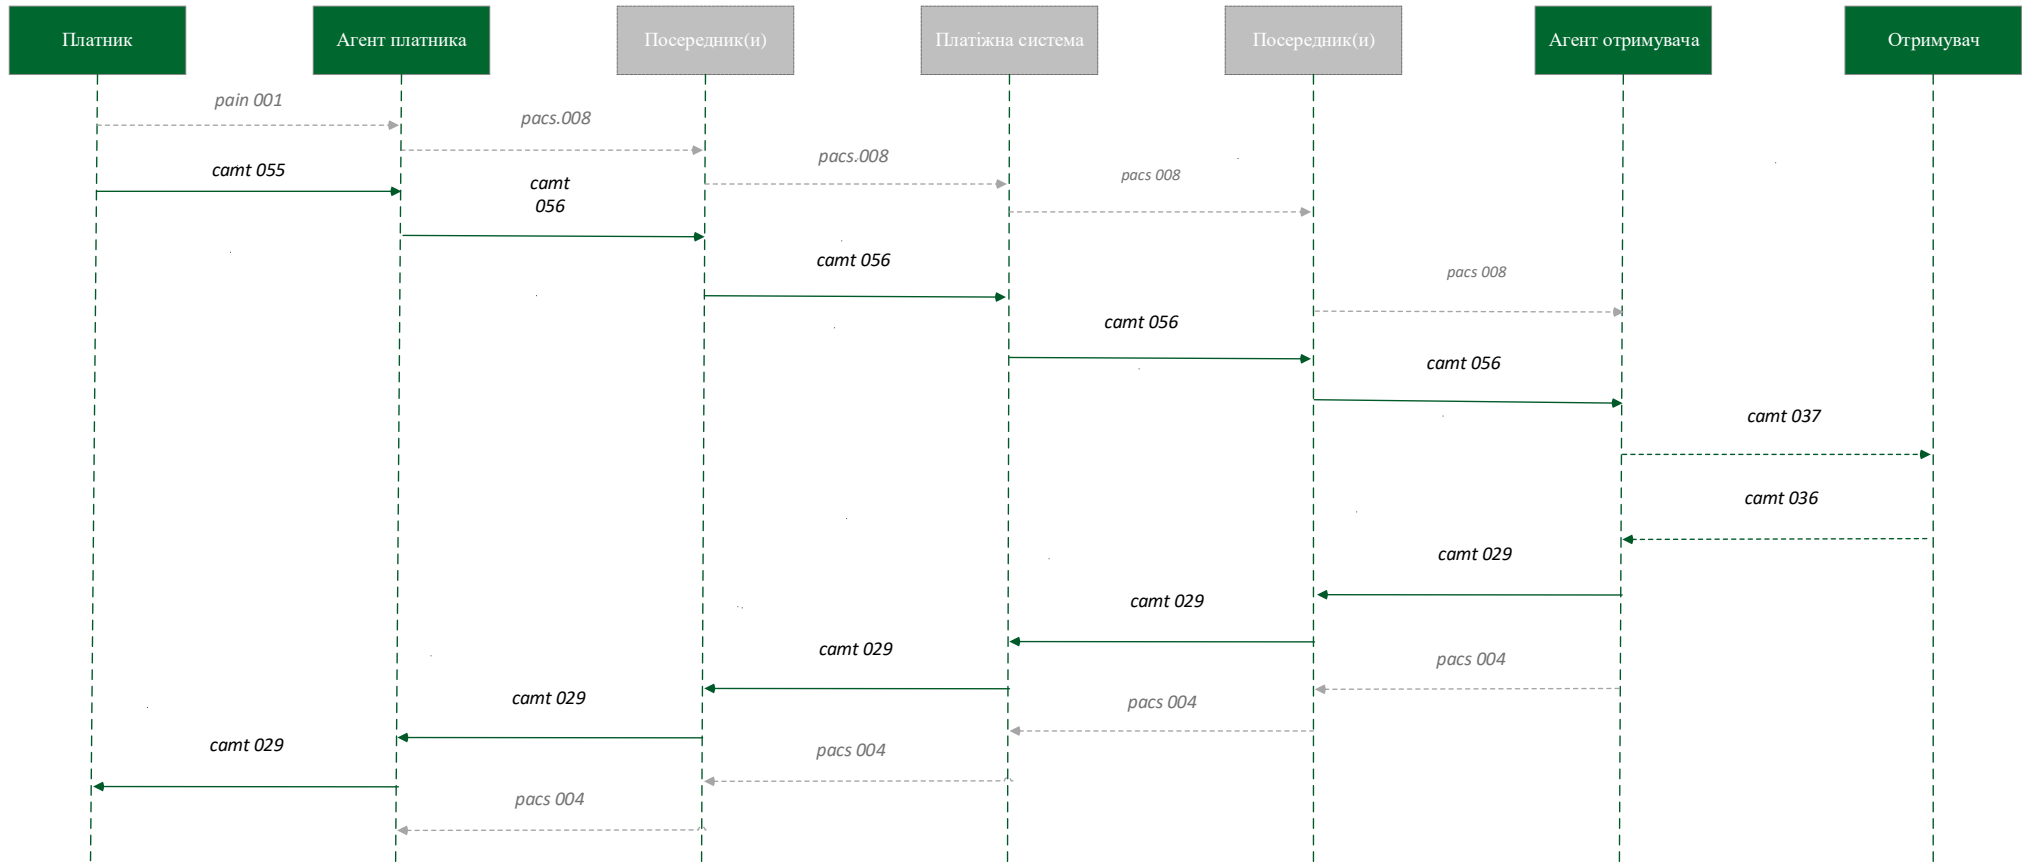 Платник
Агент платника
Посередник(и)
Платіжна система
Посередник(и)
Агент отримувача
Отримувач
pain 001
pacs.008
pacs.008
camt 055
pacs 008
camt
056
camt 056
pacs 008
camt 056
camt 056
camt 037
camt 036
camt 029
camt 029
camt 029
pacs 004
camt 029
pacs 004
camt 029
pacs 004
pacs 004